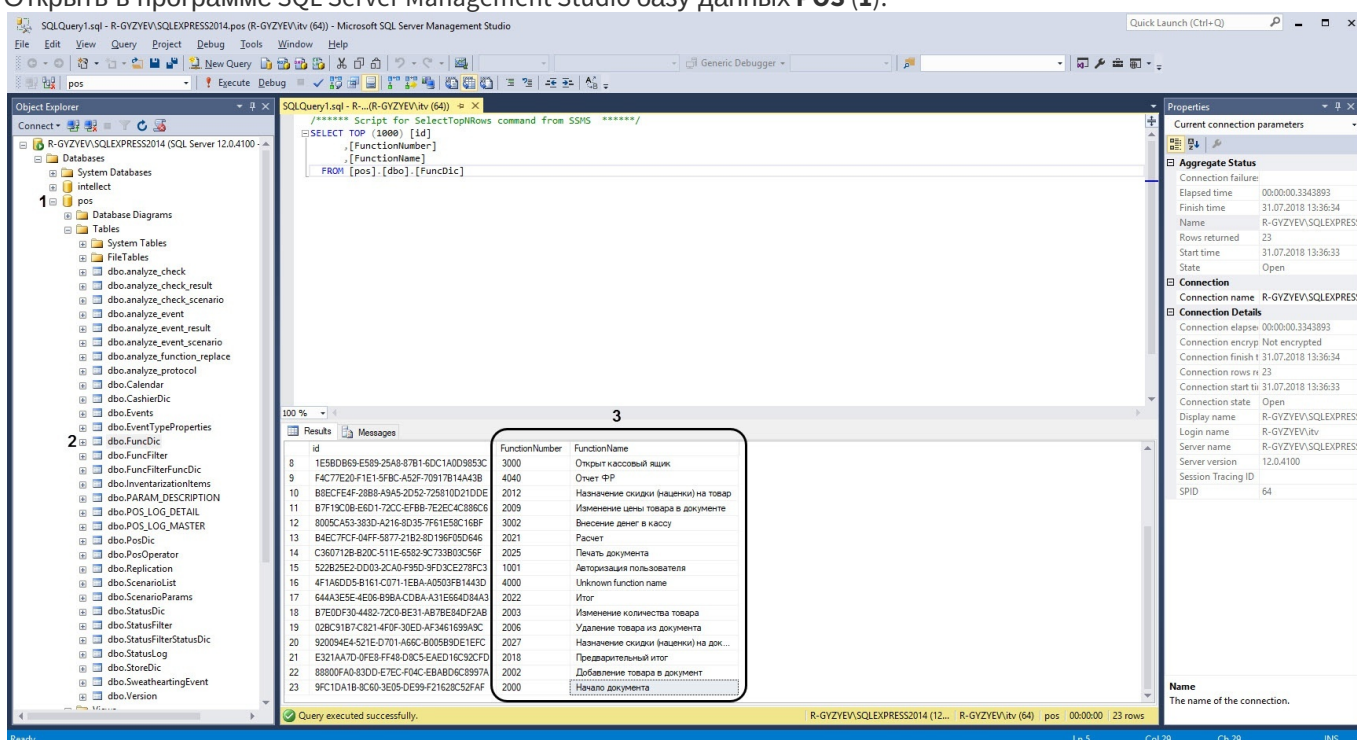 Открыть в программе SQL Server Management Studio базу данных POS (1).
SQLQuery1.sql - R-GYZYEV\SQLEXPRESS2014.pos (R-GYZYEV\itv (64)) - Microsoft SQL Server Management Studio
Quick Launch (Ctrl+Q)
File Edit View Query Project Debug Tools Window Help
New Query
Generic Debugger
pos
Execute Debug
Object Explorer
Connect
R-GYZYEV\SQLEXPRESS2014 (SQL Server 12.0.4100 -
Databases
System Databases
intellect
1
pos
Database Diagrams
Tables
System Tables
FileTables
dbo.analyze_check
dbo.analyze_check_result
dbo.analyze_check_scenario
dbo.analyze_event
dbo.analyze_event_result
dbo.analyze_event_scenario
dbo.analyze_function_replace
dbo.analyze_protocol
dbo.Calendar
dbo.CashierDic
dbo.Events
dbo.EventTypeProperties
2
dbo.FuncDic
dbo.FuncFilter
dbo.FuncFilterFuncDic
dbo.InventarizationItems
dbo.PARAM_DESCRIPTION
dbo.POS_LOG_DETAIL
dbo.POS_LOG_MASTER
dbo.PosDic
dbo.PosOperator
dbo.Replication
dbo.ScenarioList
dbo.ScenarioParams
dbo.StatusDic
dbo.StatusFilter
dbo.StatusFilterStatusDic
dbo.StatusLog
dbo.StoreDic
dbo.SweatheartingEvent
dbo.Version
Views
SQLQuery1.sql - R-...(R-GYZYEV\itv (64))
/****** Script for SelectTopNRows command from SSMS ******/
SELECT TOP (1000) [id]
,[FunctionNumber]
,[FunctionName]
FROM [pos].[dbo].[FuncDic]
100 %
3
Results Messages
id FunctionNumber FunctionName
8 1E5BDB69-E589-25A8-87B1-6DC1A0D9853C 3000 Открыт кассовый ящик
9 F4C77E20-F1E1-5FBC-A52F-70917B14A43B 4040 Отчет ФР
10 B8ECFE4F-28B8-A9A5-2D52-725810D21DDE 2012 Назначение скидки (наценки) на товар
11 B7F19C0B-E6D1-72CC-EFBB-7E2EC4C886C6 2009 Изменение цены товара в документе
12 8005CA53-383D-A216-8D35-7F61E58C16BF 3002 Внесение денег в кассу
13 B4EC7FCF-04FF-5877-21B2-8D196F05D646 2021 Расчет
14 C360712B-B20C-511E-6582-9C733B03C56F 2025 Печать документа
15 522B25E2-DD03-2CA0-F95D-9FD3CE278FC3 1001 Авторизация пользователя
16 4F1A6DD5-B161-C071-1EBA-A0503FB1443D 4000 Unknown function name
17 644A3E5E-4E06-B9BA-CDBA-A31E664D84A3 2022 Итог
18 B7E0DF30-4482-72C0-BE31-AB7BE84DF2AB 2003 Изменение количества товара
19 02BC91B7-C821-4F0F-30ED-AF3461699A9C 2006 Удаление товара из документа
20 920094E4-521E-D701-A66C-B005B9DE1EFC 2027 Назначение скидки (наценки) на док...
21 E321AA7D-0FE8-FF48-D8C5-EAED16C92CFD 2018 Предварительный итог
22 88800FA0-83DD-E7EC-F04C-EBABD6C8997A 2002 Добавление товара в документ
23 9FC1DA1B-8C60-3E05-DE99-F21628C52FAF 2000 Начало документа
Query executed successfully.
R-GYZYEV\SQLEXPRESS2014 (12... R-GYZYEV\itv (64) pos 00:00:00 23 rows
Properties
Current connection parameters
Aggregate Status
Connection failures
Elapsed time 00:00:00.3343893
Finish time 31.07.2018 13:36:34
Name R-GYZYEV\SQLEXPRESS
Rows returned 23
Start time 31.07.2018 13:36:33
State Open
Connection
Connection name R-GYZYEV\SQLEXPRESS
Connection Details
Connection elapse 00:00:00.3343893
Connection encryp Not encrypted
Connection finish t 31.07.2018 13:36:34
Connection rows re 23
Connection start tir 31.07.2018 13:36:33
Connection state Open
Display name R-GYZYEV\SQLEXPRESS
Login name R-GYZYEV\itv
Server name R-GYZYEV\SQLEXPRESS
Server version 12.0.4100
Session Tracing ID
SPID 64
Name
The name of the connection.
Ready
Ln 5 Col 29 Ch 29 INS